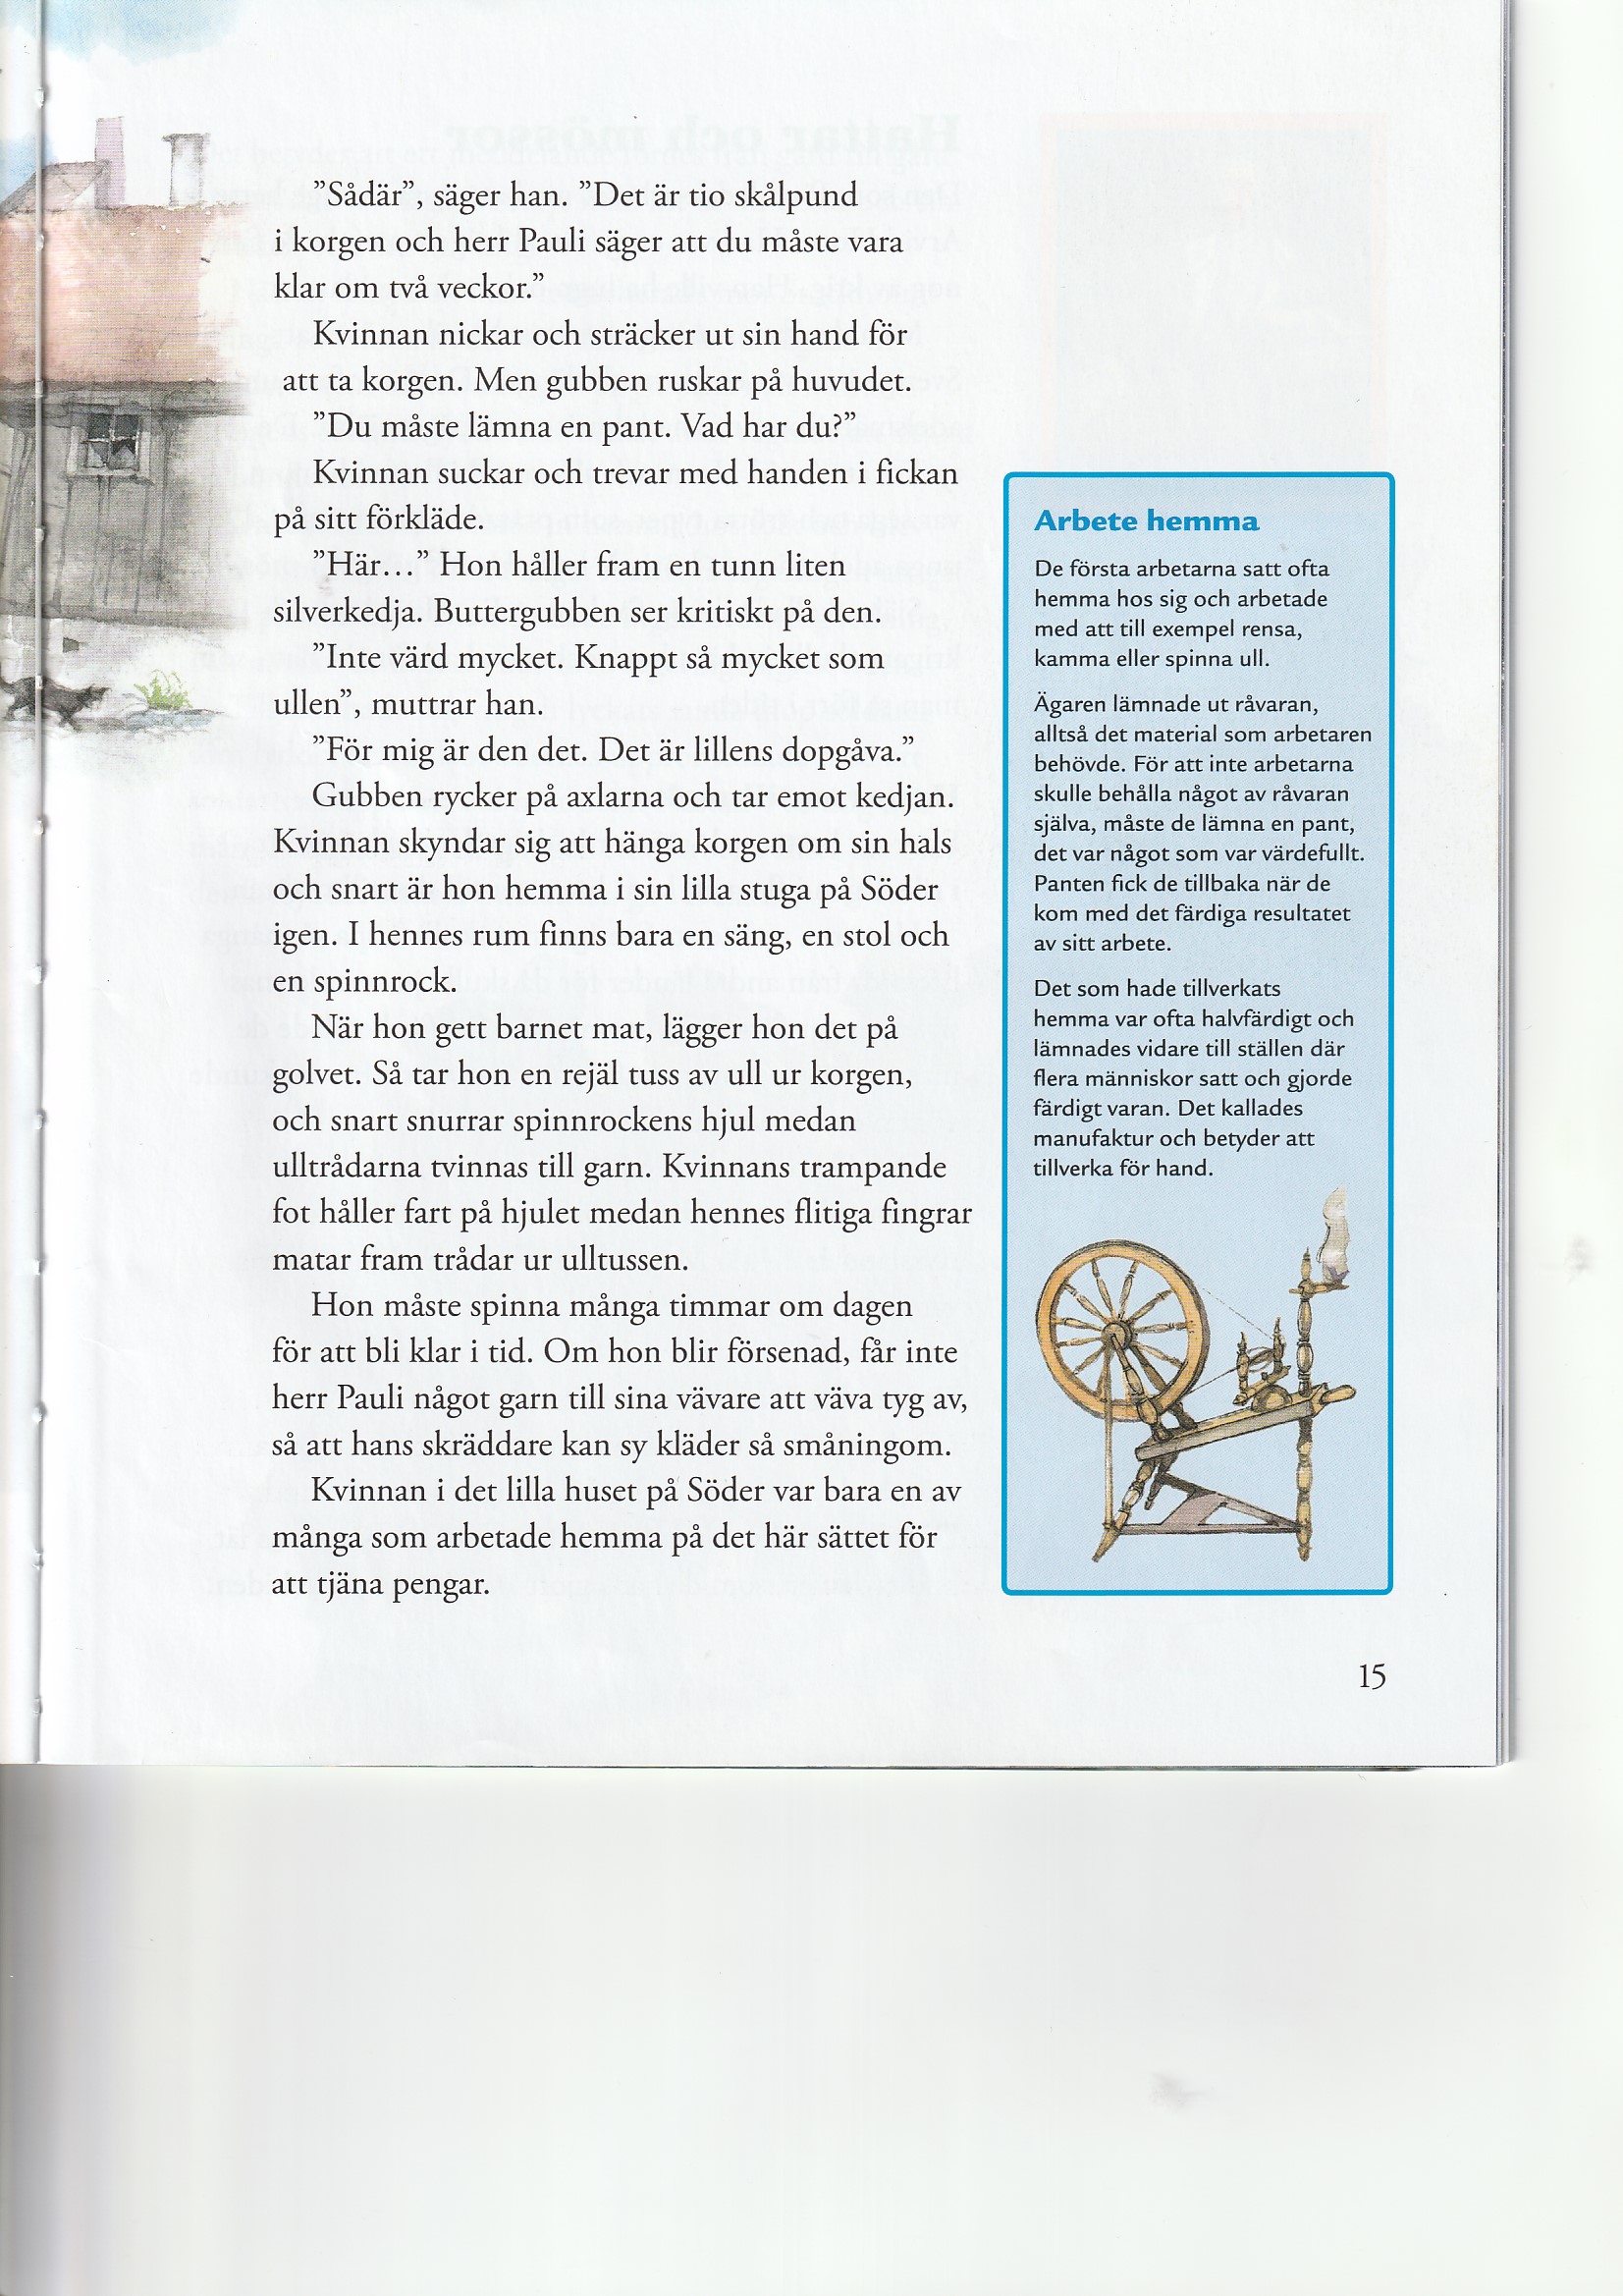 ”Sådär”, säger han. ”Det är tio skålpund
i korgen och herr Pauli säger att du måste vara
klar om två veckor.”
Kvinnan nickar och sträcker ut sin hand för
att ta korgen. Men gubben ruskar på huvudet.
”Du måste lämna en pant. Vad har du?”
Kvinnan suckar och trevar med handen i fickan
på sitt förkläde.
”Här…” Hon håller fram en tunn liten
silverkedja. Buttergubben ser kritiskt på den.
”Inte värd mycket. Knappt så mycket som
ullen”, muttrar han.
”För mig är den det. Det är lillens dopgåva.”
Gubben rycker på axlarna och tar emot kedjan.
Kvinnan skyndar sig att hänga korgen om sin hals
och snart är hon hemma i sin lilla stuga på Söder
igen. I hennes rum finns bara en säng, en stol och
en spinnrock.
När hon gett barnet mat, lägger hon det på
golvet. Så tar hon en rejäl tuss av ull ur korgen,
och snart snurrar spinnrockens hjul medan
ulltrådarna tvinnas till garn. Kvinnans trampande
fot håller fart på hjulet medan hennes flitiga fingrar
matar fram trådar ur ulltussen.
Hon måste spinna många timmar om dagen
för att bli klar i tid. Om hon blir försenad, får inte
herr Pauli något garn till sina vävare att väva tyg av,
så att hans skräddare kan sy kläder så småningom.
Kvinnan i det lilla huset på Söder var bara en av
många som arbetade hemma på det här sättet för
att tjäna pengar.
Arbete hemma
De första arbetarna satt ofta
hemma hos sig och arbetade
med att till exempel rensa,
kamma eller spinna ull.
Ägaren lämnade ut råvaran,
alltså det material som arbetaren
behövde. För att inte arbetarna
skulle behålla något av råvaran
själva, måste de lämna en pant,
det var något som var värdefullt.
Panten fick de tillbaka när de
kom med det färdiga resultatet
av sitt arbete.
Det som hade tillverkats
hemma var ofta halvfärdigt och
lämnades vidare till ställen där
flera människor satt och gjorde
färdigt varan. Det kallades
manufaktur och betyder att
tillverka för hand.
15